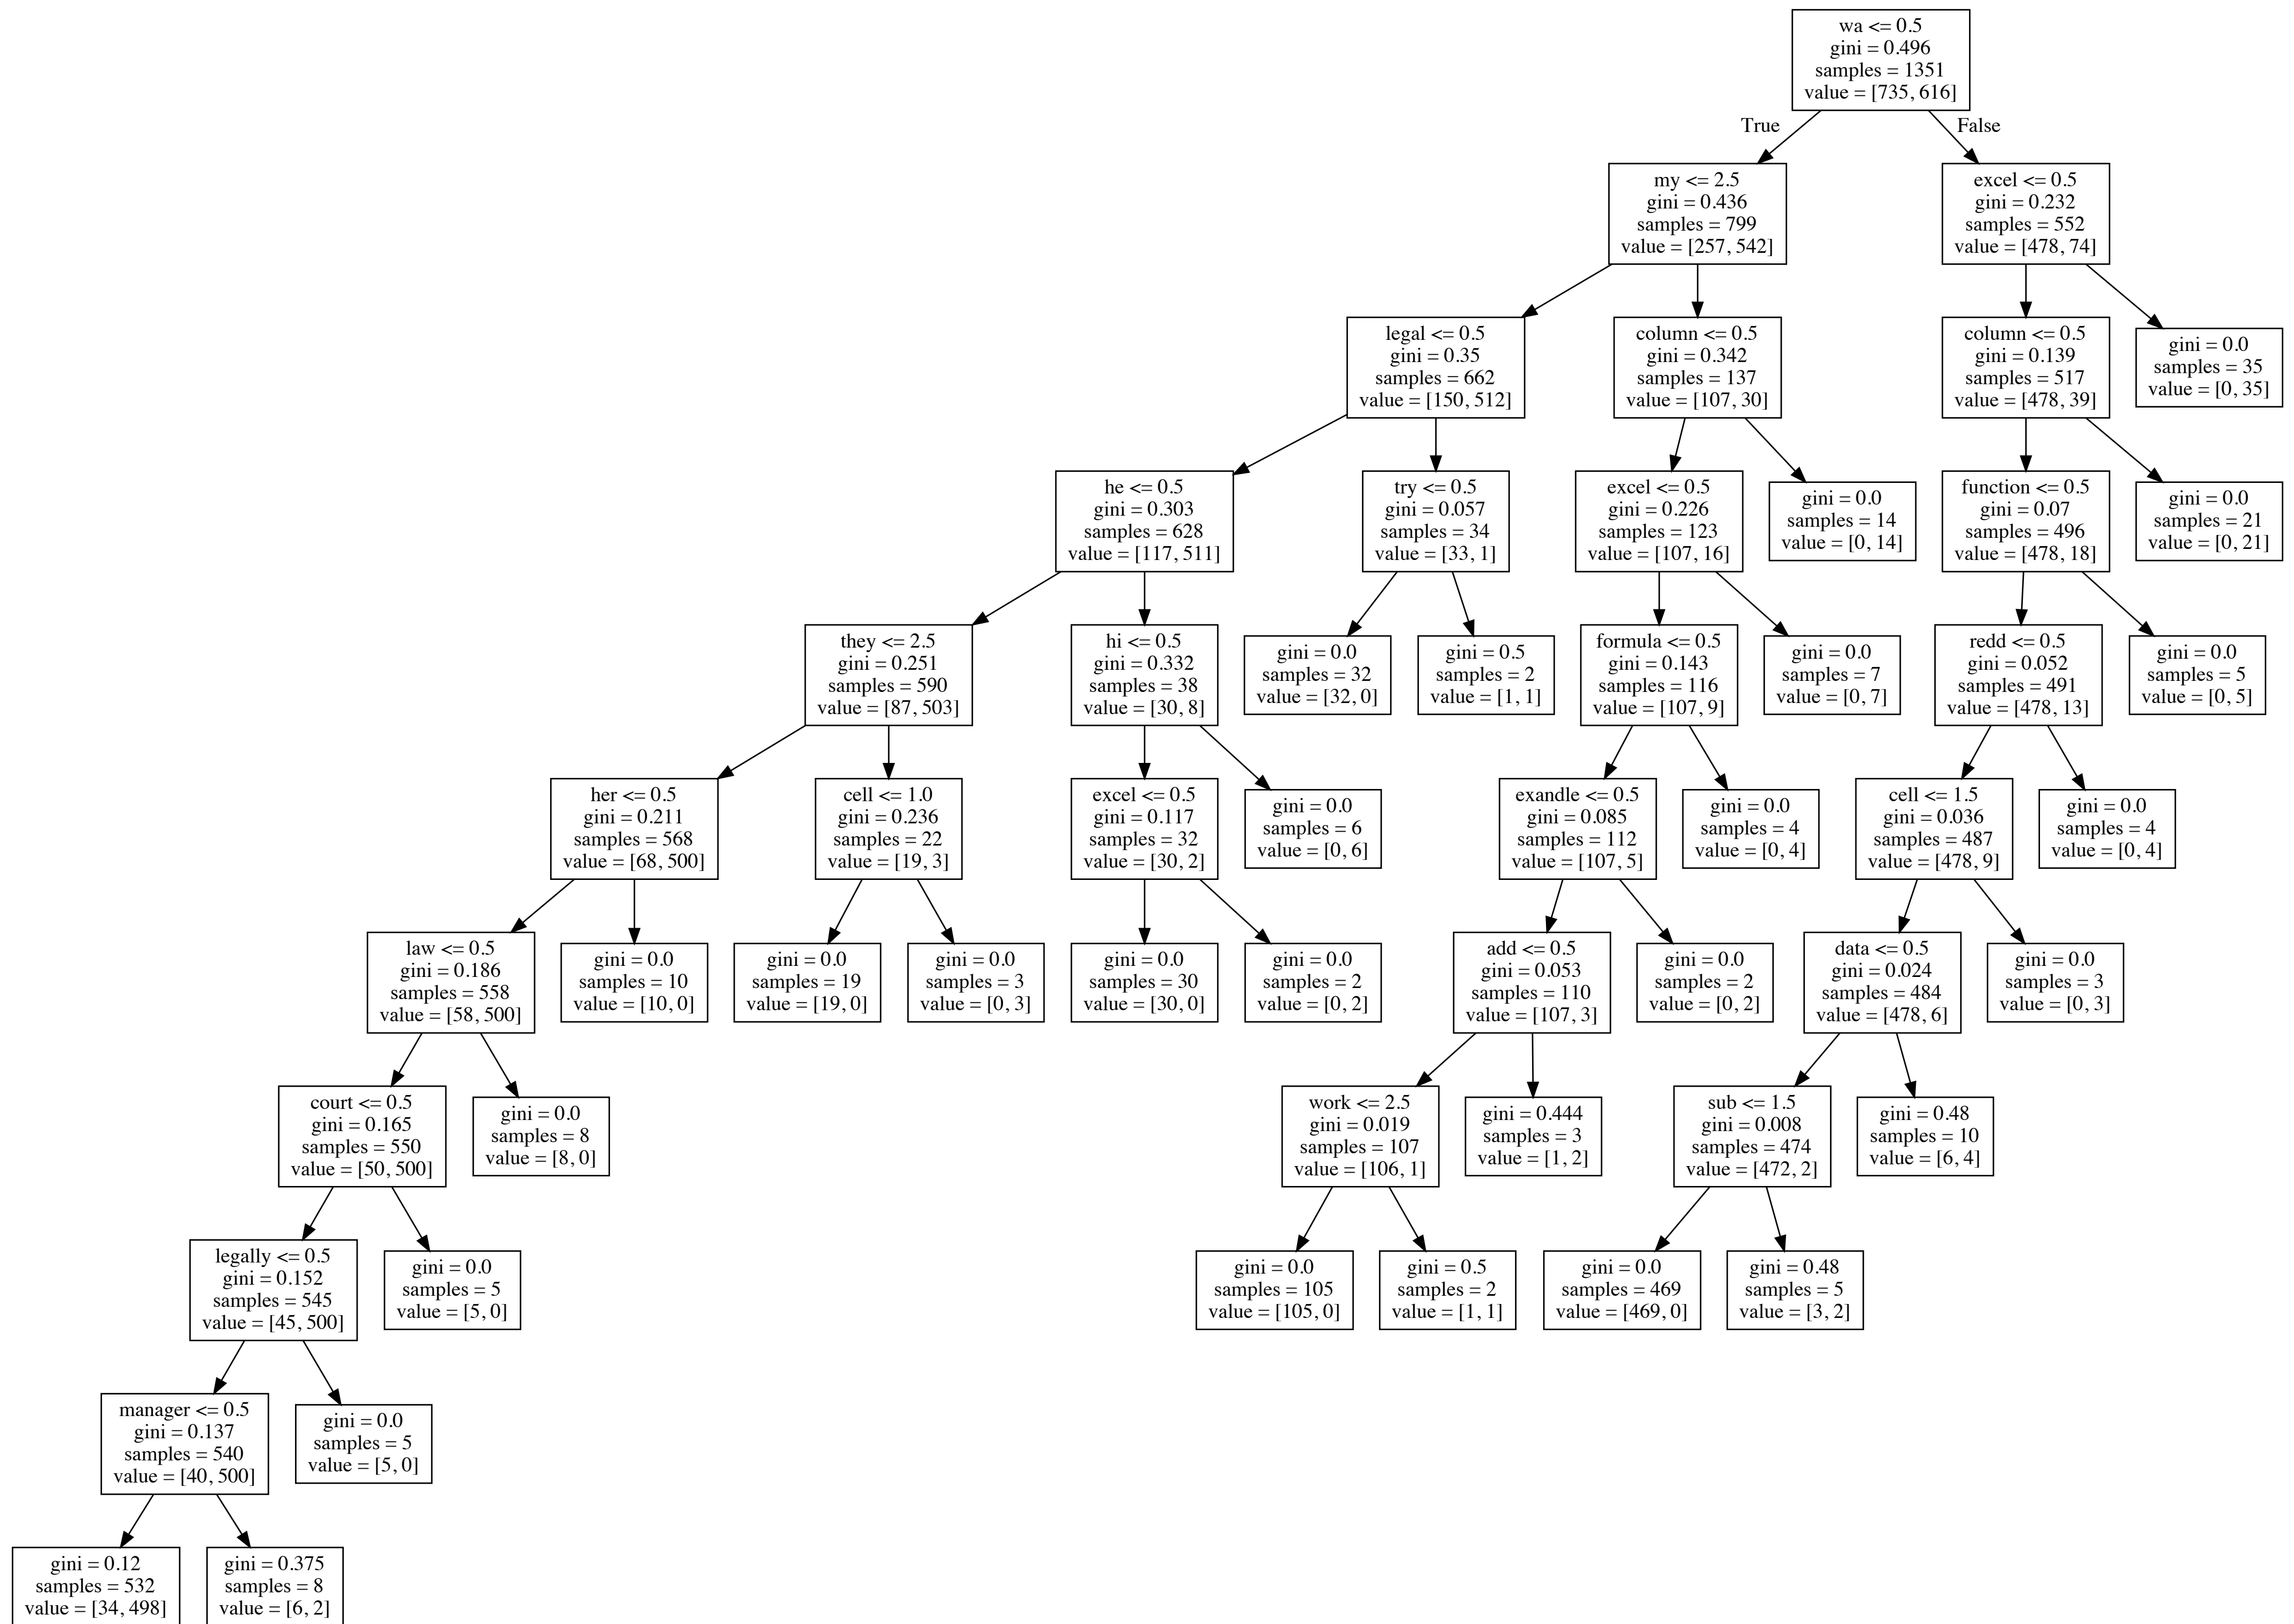 wa <= 0.5
gini = 0.496
samples = 1351
value = [735, 616]
True
False
my <= 2.5
gini = 0.436
samples = 799
value = [257, 542]
excel <= 0.5
gini = 0.232
samples = 552
value = [478, 74]
legal <= 0.5
gini = 0.35
samples = 662
value = [150, 512]
column <= 0.5
gini = 0.342
samples = 137
value = [107, 30]
column <= 0.5
gini = 0.139
samples = 517
value = [478, 39]
gini = 0.0
samples = 35
value = [0, 35]
he <= 0.5
gini = 0.303
samples = 628
value = [117, 511]
try <= 0.5
gini = 0.057
samples = 34
value = [33, 1]
excel <= 0.5
gini = 0.226
samples = 123
value = [107, 16]
gini = 0.0
samples = 14
value = [0, 14]
function <= 0.5
gini = 0.07
samples = 496
value = [478, 18]
gini = 0.0
samples = 21
value = [0, 21]
they <= 2.5
gini = 0.251
samples = 590
value = [87, 503]
hi <= 0.5
gini = 0.332
samples = 38
value = [30, 8]
gini = 0.0
samples = 32
value = [32, 0]
gini = 0.5
samples = 2
value = [1, 1]
formula <= 0.5
gini = 0.143
samples = 116
value = [107, 9]
gini = 0.0
samples = 7
value = [0, 7]
redd <= 0.5
gini = 0.052
samples = 491
value = [478, 13]
gini = 0.0
samples = 5
value = [0, 5]
her <= 0.5
gini = 0.211
samples = 568
value = [68, 500]
cell <= 1.0
gini = 0.236
samples = 22
value = [19, 3]
excel <= 0.5
gini = 0.117
samples = 32
value = [30, 2]
gini = 0.0
samples = 6
value = [0, 6]
exandle <= 0.5
gini = 0.085
samples = 112
value = [107, 5]
gini = 0.0
samples = 4
value = [0, 4]
cell <= 1.5
gini = 0.036
samples = 487
value = [478, 9]
gini = 0.0
samples = 4
value = [0, 4]
law <= 0.5
gini = 0.186
samples = 558
value = [58, 500]
gini = 0.0
samples = 10
value = [10, 0]
gini = 0.0
samples = 19
value = [19, 0]
gini = 0.0
samples = 3
value = [0, 3]
gini = 0.0
samples = 30
value = [30, 0]
gini = 0.0
samples = 2
value = [0, 2]
add <= 0.5
gini = 0.053
samples = 110
value = [107, 3]
gini = 0.0
samples = 2
value = [0, 2]
data <= 0.5
gini = 0.024
samples = 484
value = [478, 6]
gini = 0.0
samples = 3
value = [0, 3]
court <= 0.5
gini = 0.165
samples = 550
value = [50, 500]
gini = 0.0
samples = 8
value = [8, 0]
work <= 2.5
gini = 0.019
samples = 107
value = [106, 1]
gini = 0.444
samples = 3
value = [1, 2]
sub <= 1.5
gini = 0.008
samples = 474
value = [472, 2]
gini = 0.48
samples = 10
value = [6, 4]
legally <= 0.5
gini = 0.152
samples = 545
value = [45, 500]
gini = 0.0
samples = 5
value = [5, 0]
gini = 0.0
samples = 105
value = [105, 0]
gini = 0.5
samples = 2
value = [1, 1]
gini = 0.0
samples = 469
value = [469, 0]
gini = 0.48
samples = 5
value = [3, 2]
manager <= 0.5
gini = 0.137
samples = 540
value = [40, 500]
gini = 0.0
samples = 5
value = [5, 0]
gini = 0.12
samples = 532
value = [34, 498]
gini = 0.375
samples = 8
value = [6, 2]